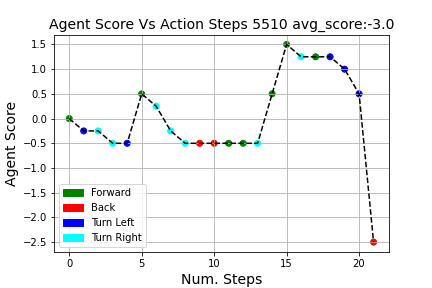 Agent Score Vs Action Steps 5510 avg_score:-3.0
Agent Score
1.5
1.0
0.5
0.0
−0.5
−1.0
−1.5
−2.0
−2.5
Forward
Back
Turn Left
Turn Right
0 5 10 15 20
Num. Steps